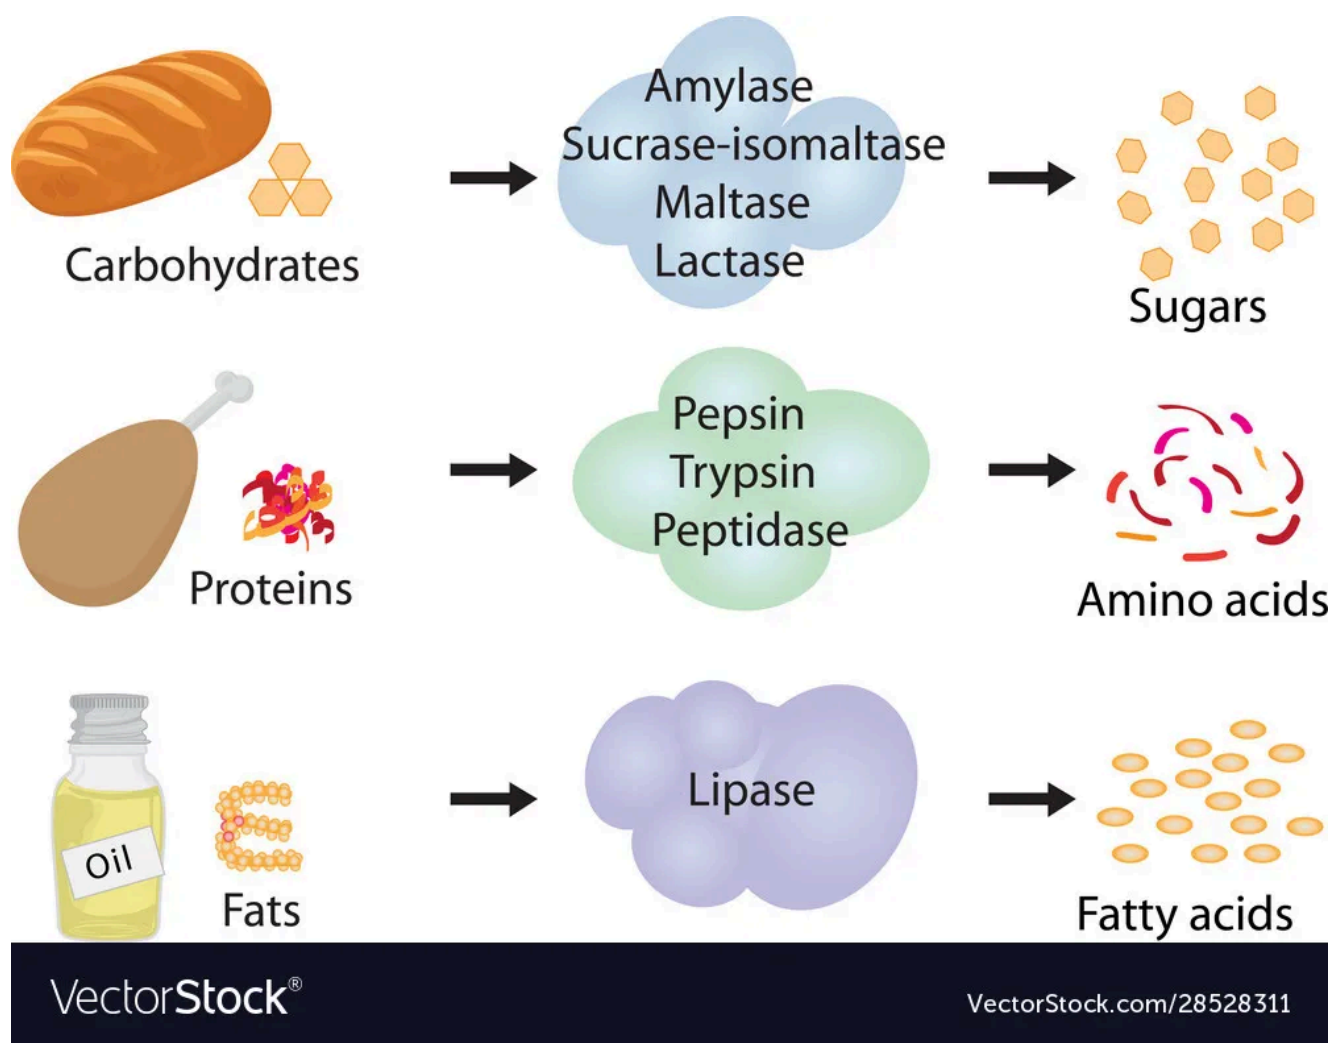 Carbohydrates
Amylase
Sucrase-isomaltase
Maltase
Lactase
Sugars
Proteins
Pepsin
Trypsin
Peptidase
Amino acids
Oil
Fats
Lipase
Fatty acids
VectorStock®
VectorStock.com/28528311